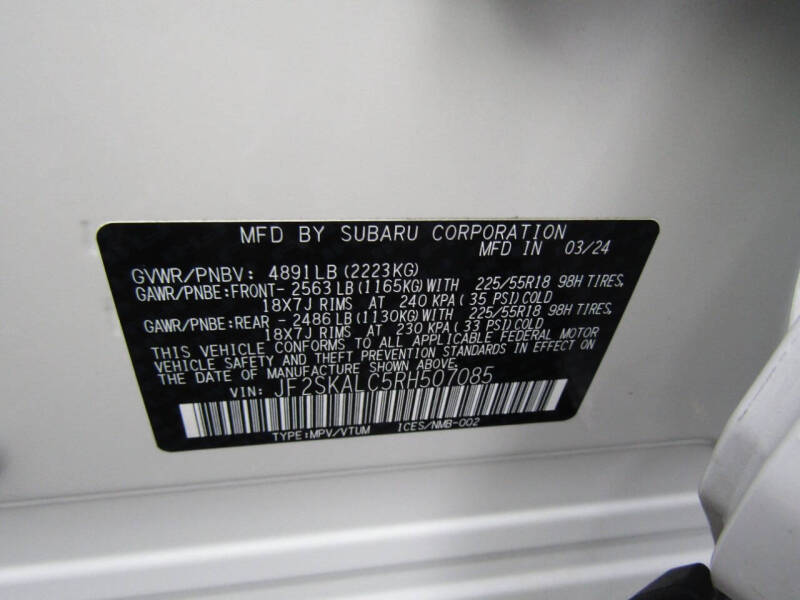 MFD BY SUBARU CORPORATION
MFD IN 03/24
GVWR/PNBV: 4891LB (2223KG)
GAWR/PNBE:FRONT- 2563 LB (1165KG) WITH 225/55R18 98H TIRES,
18X7J RIMS AT 240 KPA ( 35 PSI) COLD
GAWR/PNBE:REAR - 2486 LB (1130KG) WITH 225/55R18 98H TIRES,
18X7J RIMS AT 230 KPA ( 33 PSI) COLD
THIS VEHICLE CONFORMS TO ALL APPLICABLE FEDERAL MOTOR
VEHICLE SAFETY AND THEFT PREVENTION STANDARDS IN EFFECT ON
THE DATE OF MANUFACTURE SHOWN ABOVE.
VIN: JF2SKALC5RH507085
TYPE:MPV/VTUM ICES/NMB-002